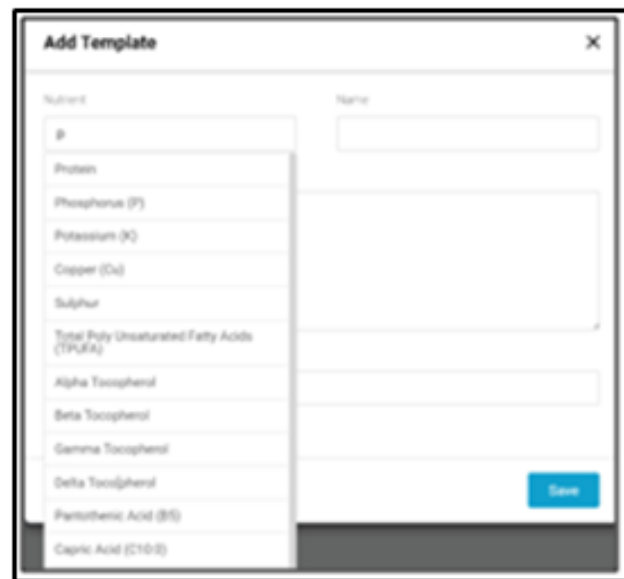 Add Template ×
Nutrient Name
p
Protein
Phosphorus (P)
Potassium (K)
Copper (Cu)
Sulphur
Total Poly Unsaturated Fatty Acids
(TPUFA)
Alpha Tocopherol
Beta Tocopherol
Gamma Tocopherol
Delta Tocopherol
Pantothenic Acid (B5)
Capric Acid (C10:0)
Save